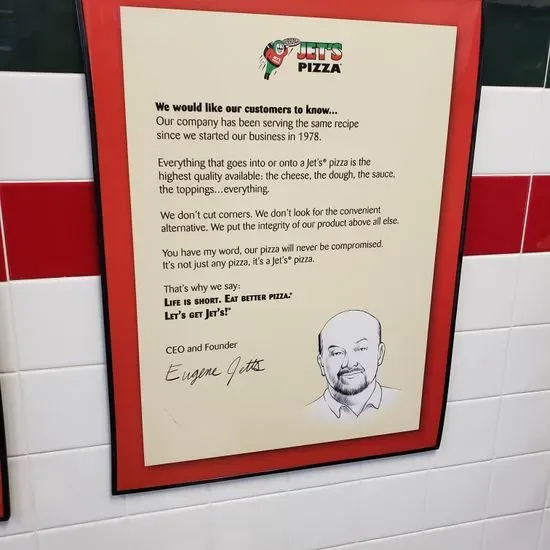 JET'S
PIZZA
We would like our customers to know...
Our company has been serving the same recipe
since we started our business in 1978.
Everything that goes into or onto a Jet's® pizza is the
highest quality available: the cheese, the dough, the sauce,
the toppings...everything.
We don't cut corners. We don't look for the convenient
alternative. We put the integrity of our product above all else.
You have my word, our pizza will never be compromised.
It's not just any pizza, it's a Jet's® pizza.
That's why we say:
LIFE IS SHORT. EAT BETTER PIZZA.
LET'S GET JET'S!
CEO and Founder
Eugene Jetts